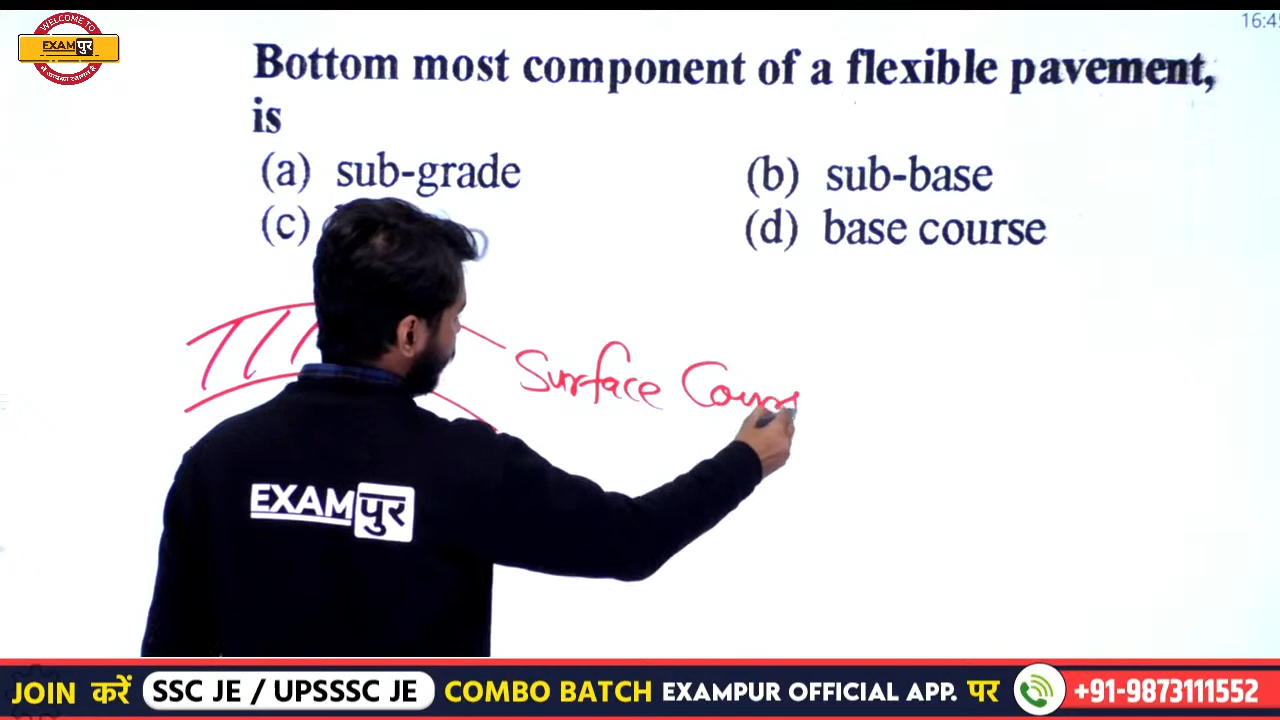 WELCOME TO
EXAMपुर
16:45
Bottom most component of a flexible pavement,
is
(a) sub-grade
(b) sub-base
(c)
(d) base course
Surface Cours
EXAMपुर
JOIN करें SSC JE / UPSSSC JE COMBO BATCH EXAMPUR OFFICIAL APP. पर +91-9873111552